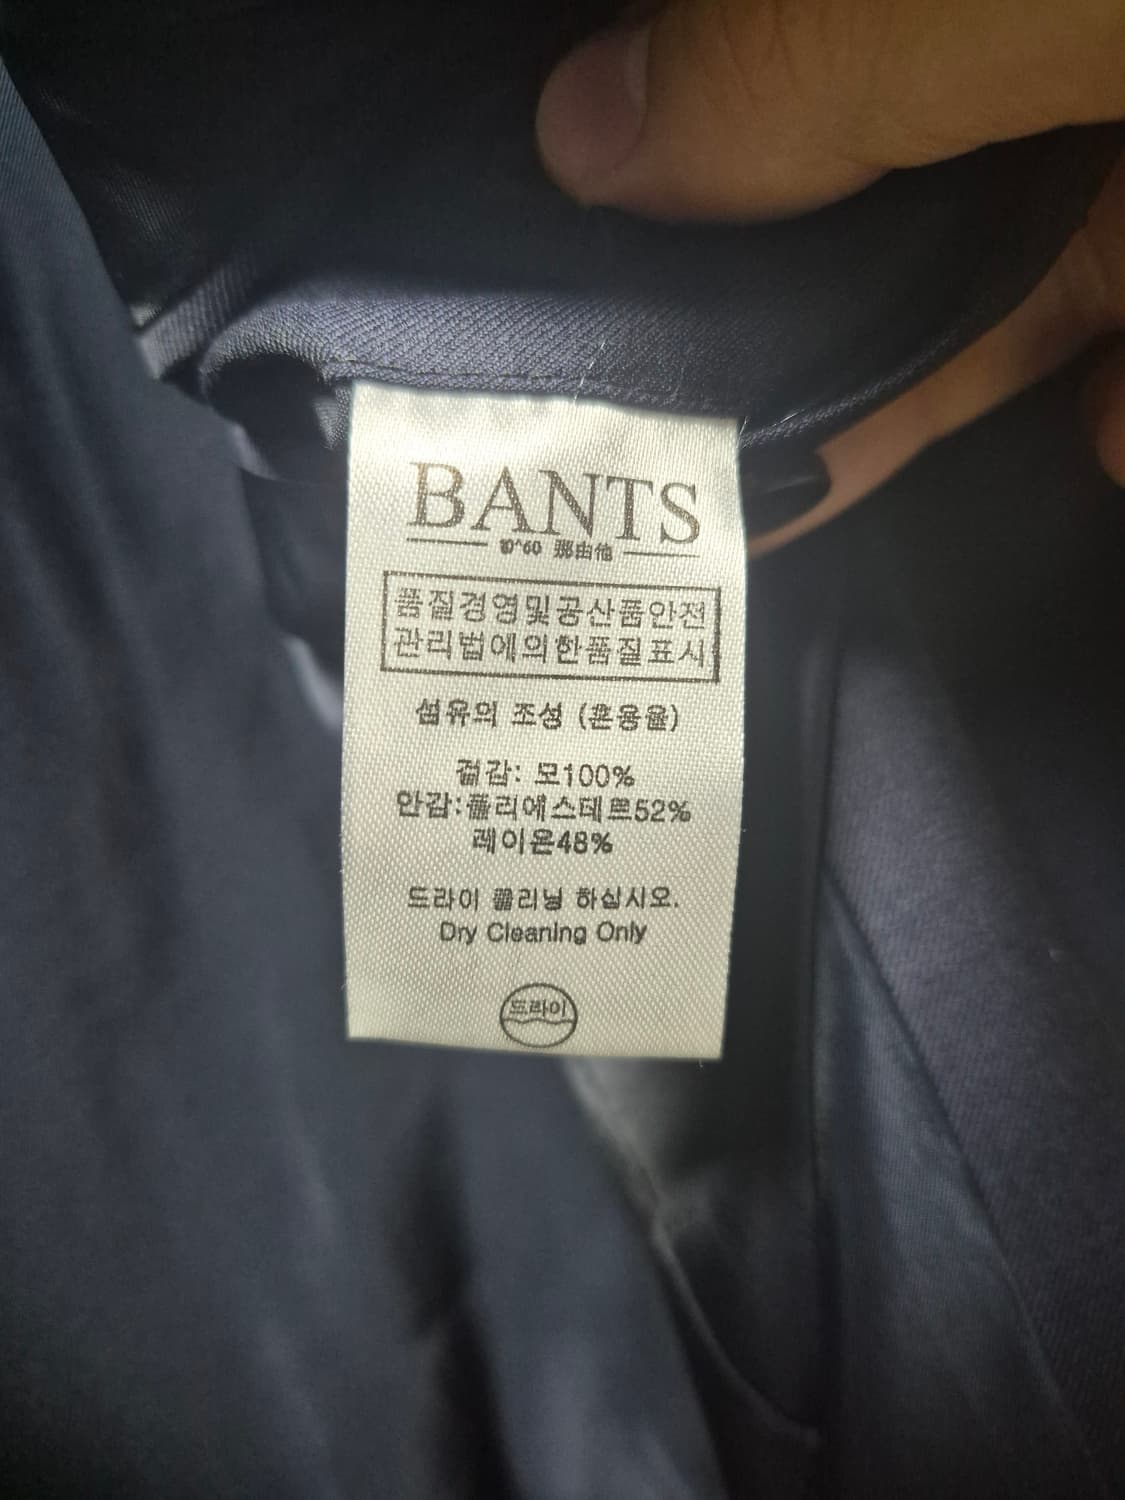 BANTS
10^60 那由他
품질경영및공산품안전
관리법에의한품질표시
섬유의 조성 (혼용율)
겉감: 모100%
안감:폴리에스테르52%
레이온48%
드라이 클리닝 하십시오.
Dry Cleaning Only
드라이